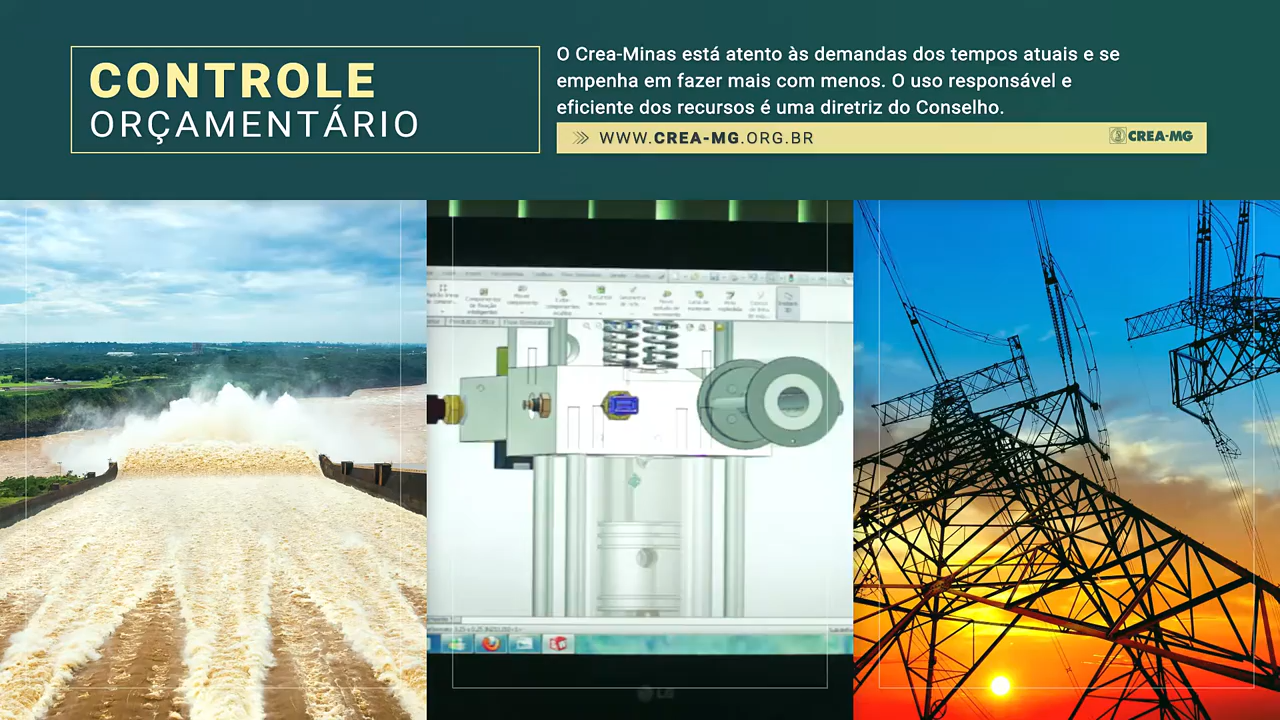 CONTROLE
ORÇAMENTÁRIO
O Crea-Minas está atento às demandas dos tempos atuais e se
empenha em fazer mais com menos. O uso responsável e
eficiente dos recursos é uma diretriz do Conselho.
WWW.CREA-MG.ORG.BR
CREA-MG
LG